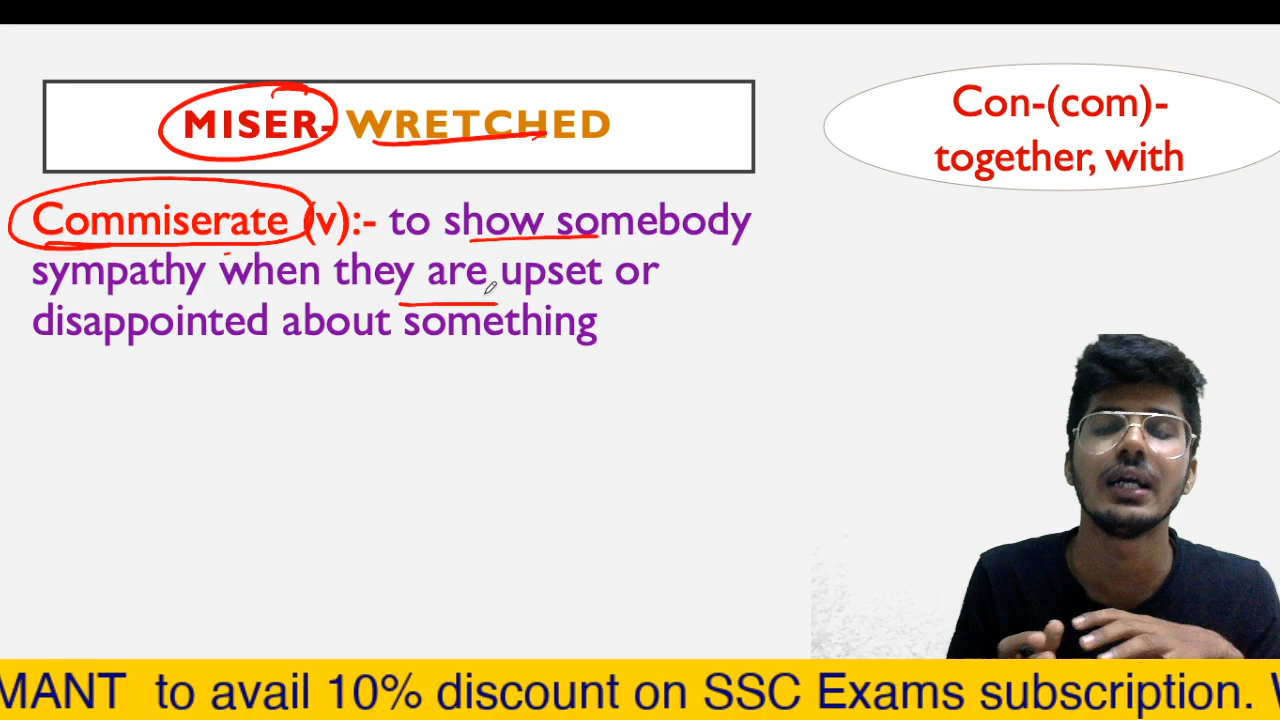 MISER- WRETCHED
Con-(com)-
together, with
Commiserate (v):- to show somebody
sympathy when they are upset or
disappointed about something
MANT to avail 10% discount on SSC Exams subscription.